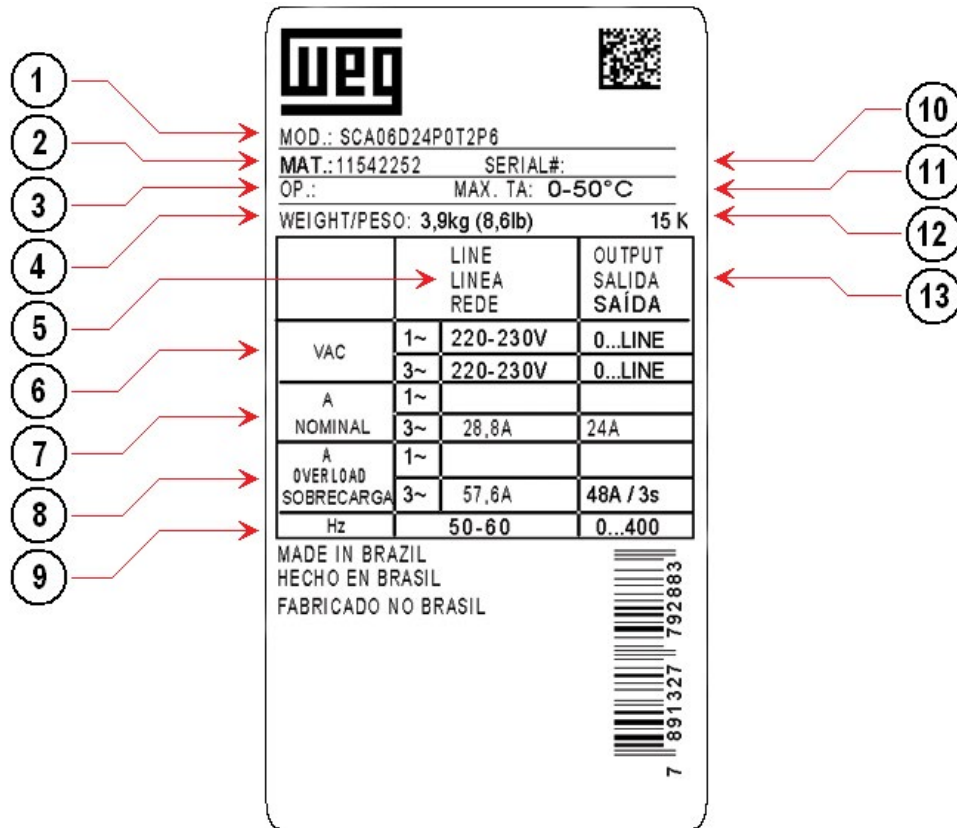 weg
1
MOD.: SCA06D24P0T2P6
2
MAT.:11542252 SERIAL#:
10
3
OP.: MAX. TA: 0-50°C
11
4
WEIGHT/PESO: 3,9kg (8,6lb) 15 K
12
5
LINE OUTPUT
LINEA SALIDA
REDE SAÍDA
13
6
VAC 1~ 220-230V 0...LINE
3~ 220-230V 0...LINE
7
A 1~
NOMINAL 3~ 28,8A 24A
8
A 1~
OVERLOAD
SOBRECARGA 3~ 57,6A 48A / 3s
9
Hz 50-60 0...400
MADE IN BRAZIL
HECHO EN BRASIL
FABRICADO NO BRASIL
7 891327 792883